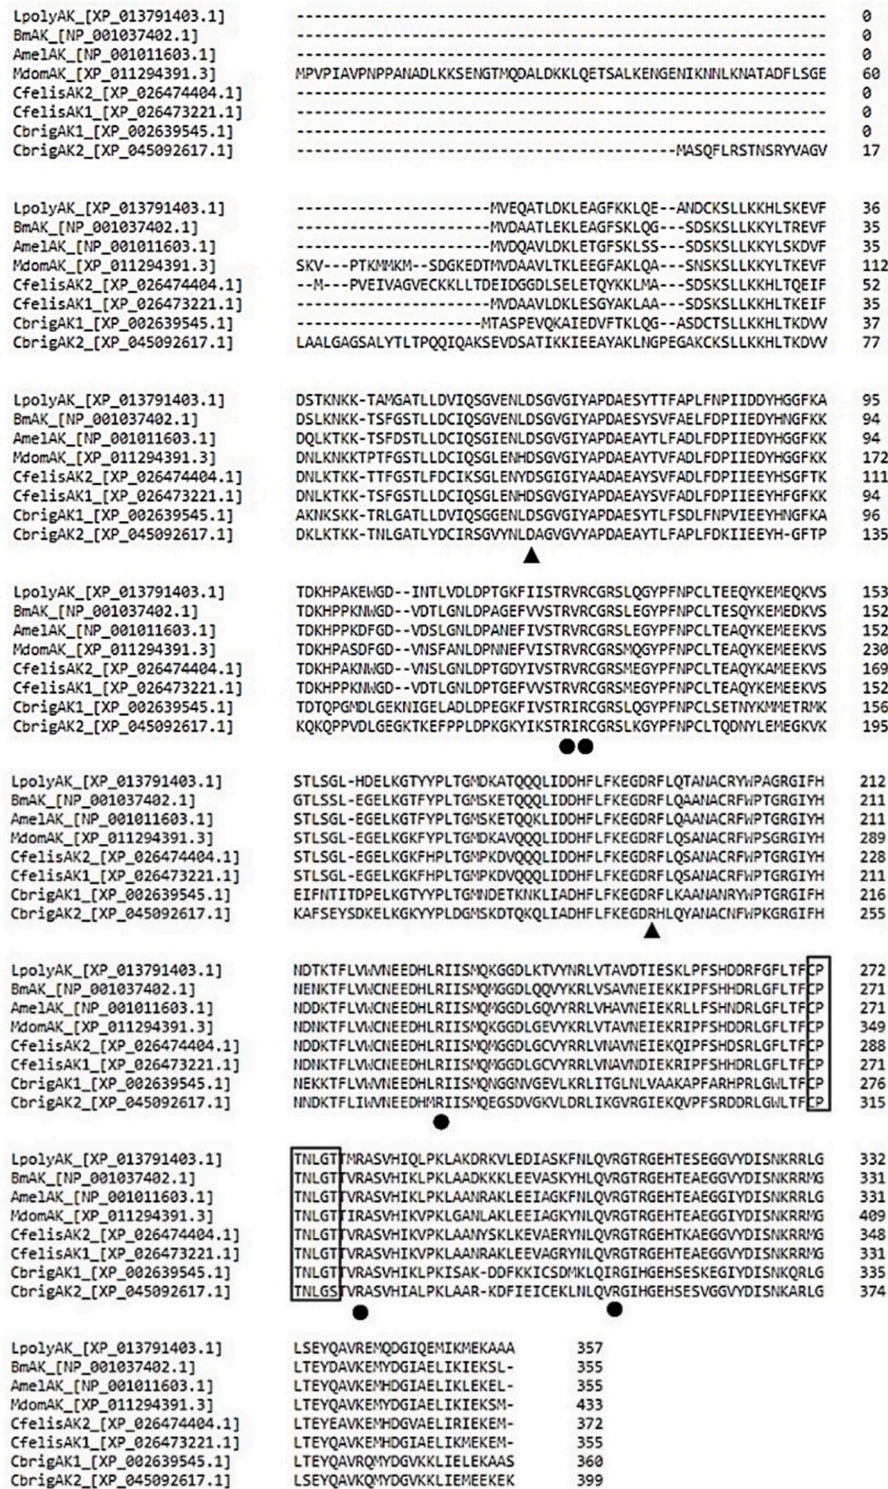 LpolyAK_[XP_013791403.1] ------------------------------------------------------------ 0
BmAK_[NP_001037402.1] ------------------------------------------------------------ 0
AmelAK_[NP_001011603.1] ------------------------------------------------------------ 0
MdomAK_[XP_011294391.3] MPVPIAVPNPPANADLKKSENGTMQDALDKKLQETSALKENGENIKNNLKNATADFLSGE 60
CfelisAK2_[XP_026474404.1] ------------------------------------------------------------ 0
CfelisAK1_[XP_026473221.1] ------------------------------------------------------------ 0
CbrigAK1_[XP_002639545.1] ------------------------------------------------------------ 0
CbrigAK2_[XP_045092617.1] -------------------------------------------MASQFLRSTNSRYVAGV 17
LpolyAK_[XP_013791403.1] ----------------------MVEQATLDKLEAGFKKLQE--ANDCKSLLKKHLSKEVF 36
BmAK_[NP_001037402.1] ----------------------MVDAATLEKLEAGFSKLQG---SDSKSLLKKYLTREVF 35
AmelAK_[NP_001011603.1] ----------------------MVDQAVLDKLETGFSKLSS---SDSKSLLKKYLSKDVF 35
MdomAK_[XP_011294391.3] SKV---PTKMMKM--SDGKEDTMVDAAVLTKLEEGFAKLQA---SNSKSLLKKYLTKEVF 112
CfelisAK2_[XP_026474404.1] --M---PVEIVAGVECKKLLTDEIDGGDLSELETQYKKLMA---SDSKSLLKKHLTQEIF 52
CfelisAK1_[XP_026473221.1] ----------------------MVDAAVLDKLESGYAKLAA---SDSKSLLKKHLTKEIF 35
CbrigAK1_[XP_002639545.1] ---------------------MTASPEVQKAIEDVFTKLQG--ASDCTSLLKKHLTKDVV 37
CbrigAK2_[XP_045092617.1] LAALGAGSALYTLTPQQIQAKSEVDSATIKKIEEAYAKLNGPEGAKCKSLLKKHLTKDVV 77
LpolyAK_[XP_013791403.1] DSTKNKK-TAMGATLLDVIQSGVENLDSGVGIYAPDAESYTTFAPLFNPIIDDYHGGFKA 95
BmAK_[NP_001037402.1] DSLKNKK-TSFGSTLLDCIQSGVENLDSGVGIYAPDAESYSVFAELFDPIIEDYHNGFKK 94
AmelAK_[NP_001011603.1] DQLKTKK-TSFDSTLLDCIQSGIENLDSGVGIYAPDAEAYTLFADLFDPIIEDYHGGFKK 94
MdomAK_[XP_011294391.3] DNLKNKKTPTFGSTLLDCIQSGLENHDSGVGIYAPDAEAYTVFADLFDPIIEDYHGGFKK 172
CfelisAK2_[XP_026474404.1] DNLKTKK-TTFGSTLFDCIKSGLENYDSGIGIYAADAEAYSVFADLFDPIIEEYHSGFTK 111
CfelisAK1_[XP_026473221.1] DNLKTKK-TSFGSTLLDCIQSGLENLDSGVGIYAPDAEAYSVFADLFDPIIEEYHFGFKK 94
CbrigAK1_[XP_002639545.1] AKNKSKK-TRLGATLLDVIQSGGENLDSGVGIYAPDAESYTLFSDLFNPVIEEYHSGFKA 96
CbrigAK2_[XP_045092617.1] DKLKTKK-TNLGATLYDCIRSGVYNLDAGVGVYAPDAEAYTLFAPLFDKIIEEYH-GFTP 135
LpolyAK_[XP_013791403.1] TDKHPAKEWGD--INTLVDLDPTGKFIISTRVRCGRSLQGYPFNPCLTEEQYKEMEQKVS 153
BmAK_[NP_001037402.1] TDKHPPKNWGD--VDTLGNLDPAGEFVVSTRVRCGRSLEGYPFNPCLTESQYKEMEDKVS 152
AmelAK_[NP_001011603.1] TDKHPPKDFGD--VDSLGNLDPANEFIVSTRVRCGRSLEGYPFNPCLTEAQYKEMEEKVS 152
MdomAK_[XP_011294391.3] TDKHPASDFGD--VNSFANLDPNNEFVISTRVRCGRSMQGYPFNPCLTEAQYKEMEEKVS 230
CfelisAK2_[XP_026474404.1] TDKHPAKNWGD--VNSLGNLDPTGDYIVSTRVRCGRSMEGYPFNPCLTEAQYKAMEEKVS 169
CfelisAK1_[XP_026473221.1] TDKHPPKNWGD--VDTLGNLDPTGEFVVSTRVRCGRSMEGYPFNPCLTEAQYKEMEEKVS 152
CbrigAK1_[XP_002639545.1] TDTQPGMDLGEKNIGELADLDPEGKFIVSTRIRCGRSLQGYPFNPCLSETNYKMMETRMK 156
CbrigAK2_[XP_045092617.1] KQKQPPVDLGEGKTKEFPPLDPKGKYIKSTRIRCGRSLKGYPFNPCLTQDNYLEMEGKVK 195
LpolyAK_[XP_013791403.1] STLSGL-HDELKGTYYPLTGMDKATQQQLIDDHFLFKEGDRFLQTANACRYWPAGRGIFH 212
BmAK_[NP_001037402.1] GTLSSL-EGELKGTFYPLTGMSKETQQQLIDDHFLFKEGDRFLQAANACRFWPTGRGIYH 211
AmelAK_[NP_001011603.1] STLSGL-EGELKGTFYPLTGMSKETQQKLIDDHFLFKEGDRFLQAANACRFWPTGRGIYH 211
MdomAK_[XP_011294391.3] STLSGL-EGELKGKFYPLTGMDKAVQQQLIDDHFLFKEGDRFLQSANACRFWPSGRGIYH 289
CfelisAK2_[XP_026474404.1] STLSGL-EGELKGKFHPLTGMPKDVQQQLIDDHFLFKEGDRFLQSANACRFWPTGRGIYH 228
CfelisAK1_[XP_026473221.1] STLSGL-EGELKGKFHPLTGMPKDVQQQLIDDHFLFKEGDRFLQSANACRFWPTGRGIYH 211
CbrigAK1_[XP_002639545.1] EIFNTITDPELKGTYYPLTGMNDETKNKLIADHFLFKEGDRFLKAANANRYWPTGRGIYH 216
CbrigAK2_[XP_045092617.1] KAFSEYSDKELKGKYYPLDGMSKDTQKQLIADHFLFKEGDRHLQYANACNFWPKGRGIFH 255
LpolyAK_[XP_013791403.1] NDTKTFLVWVNEEDHLRIISMQKGGDLKTVYNRLVTAVDTIESKLPFSHDDRFGFLTFCP 272
BmAK_[NP_001037402.1] NENKTFLVWCNEEDHLRLISMQMGGDLQQVYKRLVSAVNEIEKKIPFSHHDRLGFLTFCP 271
AmelAK_[NP_001011603.1] NDDKTFLVWCNEEDHLRIISMQMGGDLGQVYRRLVHAVNEIEKRLLFSHNDRLGFLTFCP 271
MdomAK_[XP_011294391.3] NDNKTFLVWVNEEDHLRIISMQKGGDLGEVYKRLVTAVNEIEKRIPFSHDSRLGFLTFCP 349
CfelisAK2_[XP_026474404.1] NDDKTFLVWCNEEDHLRIISMQMGGDLGCVYRRLVNAVNEIEKQIPFSHDDRLGFLTFCP 288
CfelisAK1_[XP_026473221.1] NDNKTFLVWCNEEDHLRIISMQMGGDLGCVYRRLVNAVNDIEKRIPFSHHDRLGFLTFCP 271
CbrigAK1_[XP_002639545.1] NEKKTFLVWVNEEDHLRIISMQNGGNVGEVLKRLITGLNLVAAKAPFARHPRLGWLTFCP 276
CbrigAK2_[XP_045092617.1] NNDKTFLIWVNEEDHMRIISMQEGSDVGKVLDRLIKGVRGIEKQVPFSRDDRLGWLTFCP 315
LpolyAK_[XP_013791403.1] TNLGTTMRASVHIQLPKLAKDRKVLEDIASKFNLQVRGTRGEHTESEGGVYDISNKRRLG 332
BmAK_[NP_001037402.1] TNLGTTVRASVHIKLPKLAADKKKLEEVASKYHLQVRGTRGEHTEAEGGVYDISNKRRMG 331
AmelAK_[NP_001011603.1] TNLGTTVRASVHIKLPKLAANRAKLEEIAGKFNLQVRGTRGEHTEAEGGIYDISNKRRLG 331
MdomAK_[XP_011294391.3] TNLGTTIRASVHIKVPKLGANLAKLEEIAGKYNLQVRGTRGEHTEAEGGVYDISNKRRLG 409
CfelisAK2_[XP_026474404.1] TNLGTTVRASVHIKVPKLAANYSKLKEVAERYNLQVRGTRGEHTKAEGGVYDISNKRRMG 348
CfelisAK1_[XP_026473221.1] TNLGTTVRASVHIKLPKLAANRAKLEEVAGRYNLQVRGTRGEHTEAEGGVYDISNKRRMG 331
CbrigAK1_[XP_002639545.1] TNLGTTVRASVHIKLPKISAK-DDFKKICSDMKLQIRGIHGEHSESKEGIYDISNKQRLG 335
CbrigAK2_[XP_045092617.1] TNLGSTVRASVHIALPKLAAR-KDFIEICEKLNLQVRGIHGEHSESVGGVYDISNKARLG 374
LpolyAK_[XP_013791403.1] LSEYQAVREMQDGIQEMIKMEKAAA 357
BmAK_[NP_001037402.1] LTEYDAVKEMYDGIAELIKIEKSL- 355
AmelAK_[NP_001011603.1] LTEYQAVKEMHDGIAELIKLEKEL- 355
MdomAK_[XP_011294391.3] LTEYQAVKEMYDGIAELIKIEKSM- 433
CfelisAK2_[XP_026474404.1] LTEYEAVKEMHDGVAELIRIEKEM- 372
CfelisAK1_[XP_026473221.1] LTEYQAVKEMHDGIAELIKMEKEM- 355
CbrigAK1_[XP_002639545.1] LTEYQAVRQMYDGVKKLIELEKAAS 360
CbrigAK2_[XP_045092617.1] LSEYQAVKQMYDGVKKLIEMEEKEK 399